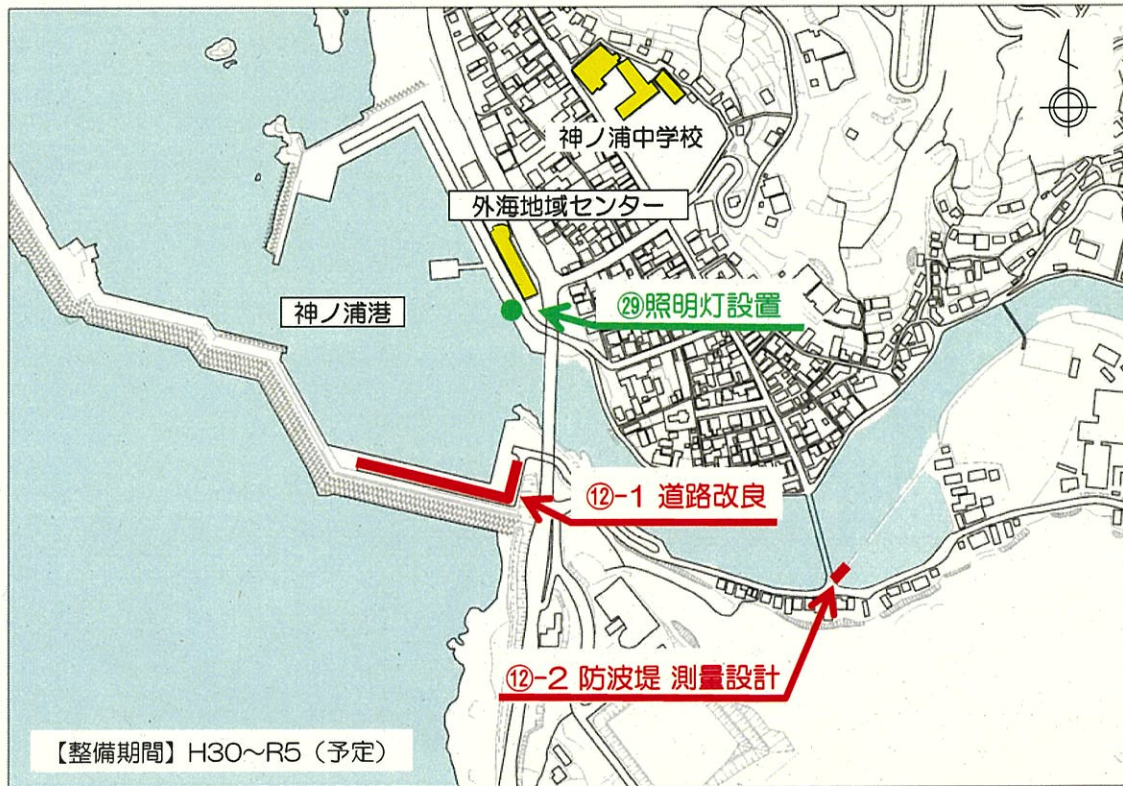 神ノ浦中学校
外海地域センター
神ノ浦港
㉙照明灯設置
⑫-1 道路改良
⑫-2 防波堤 測量設計
【整備期間】H30～R5（予定）